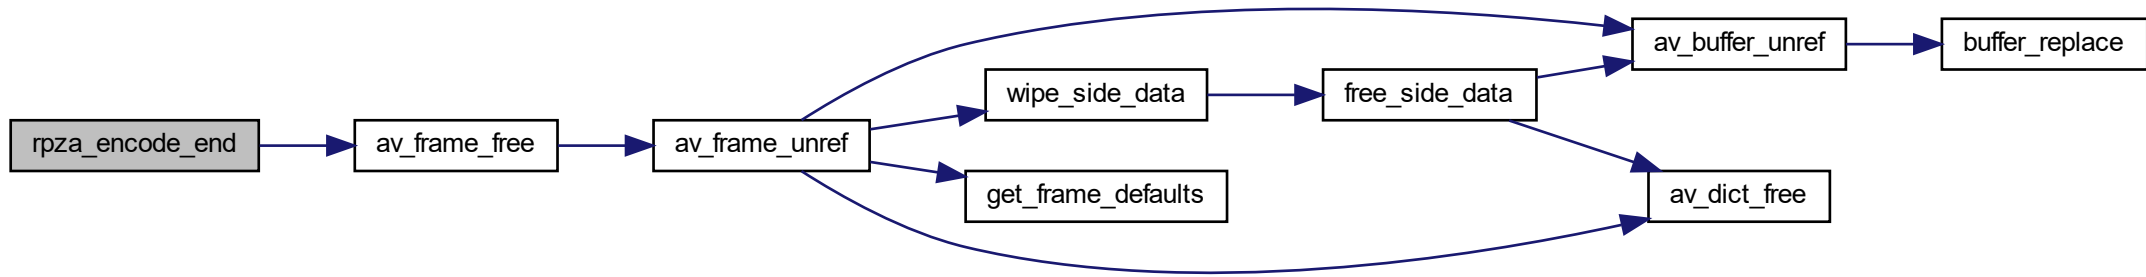 rpza_encode_end
av_frame_free
av_frame_unref
wipe_side_data
get_frame_defaults
free_side_data
av_buffer_unref
av_dict_free
buffer_replace